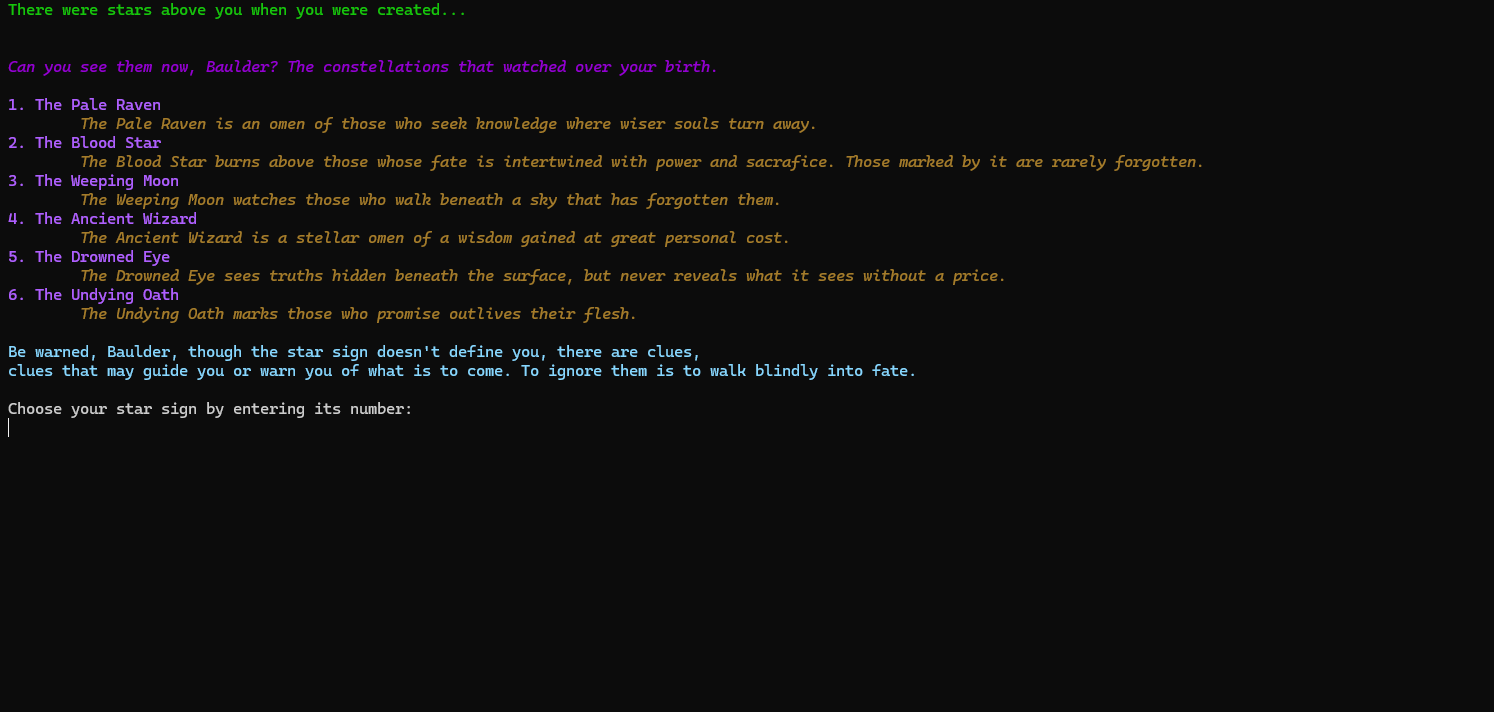 There were stars above you when you were created...
Can you see them now, Baulder? The constellations that watched over your birth.
1. The Pale Raven
The Pale Raven is an omen of those who seek knowledge where wiser souls turn away.
2. The Blood Star
The Blood Star burns above those whose fate is intertwined with power and sacrafice. Those marked by it are rarely forgotten.
3. The Weeping Moon
The Weeping Moon watches those who walk beneath a sky that has forgotten them.
4. The Ancient Wizard
The Ancient Wizard is a stellar omen of a wisdom gained at great personal cost.
5. The Drowned Eye
The Drowned Eye sees truths hidden beneath the surface, but never reveals what it sees without a price.
6. The Undying Oath
The Undying Oath marks those who promise outlives their flesh.
Be warned, Baulder, though the star sign doesn't define you, there are clues,
clues that may guide you or warn you of what is to come. To ignore them is to walk blindly into fate.
Choose your star sign by entering its number: